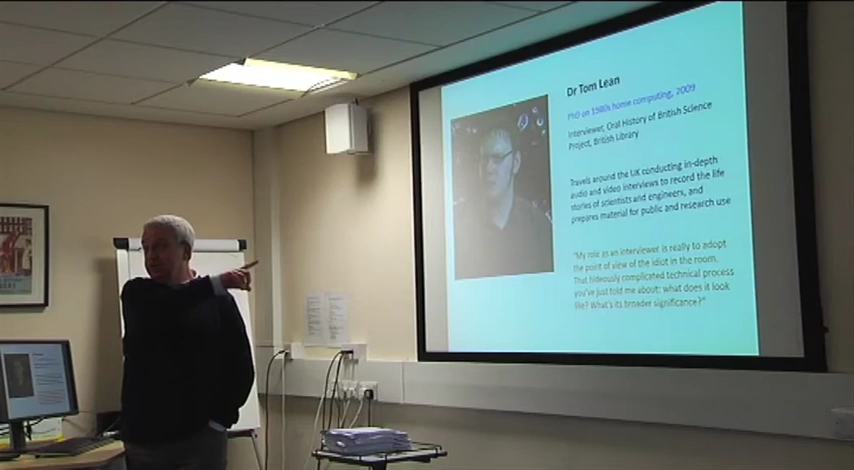 Dr Tom Lean
PhD on 1980s home computing, 2009
Interviewer, Oral History of British Science
Project, British Library
Travels around the UK conducting in-depth
audio and video interviews to record the life
stories of scientists and engineers, and
prepares material for public and research use
"My role as an interviewer is really to adopt
the point of view of the idiot in the room.
That hideously complicated technical process
you've just told me about: what does it look
like? What's its broader significance?"